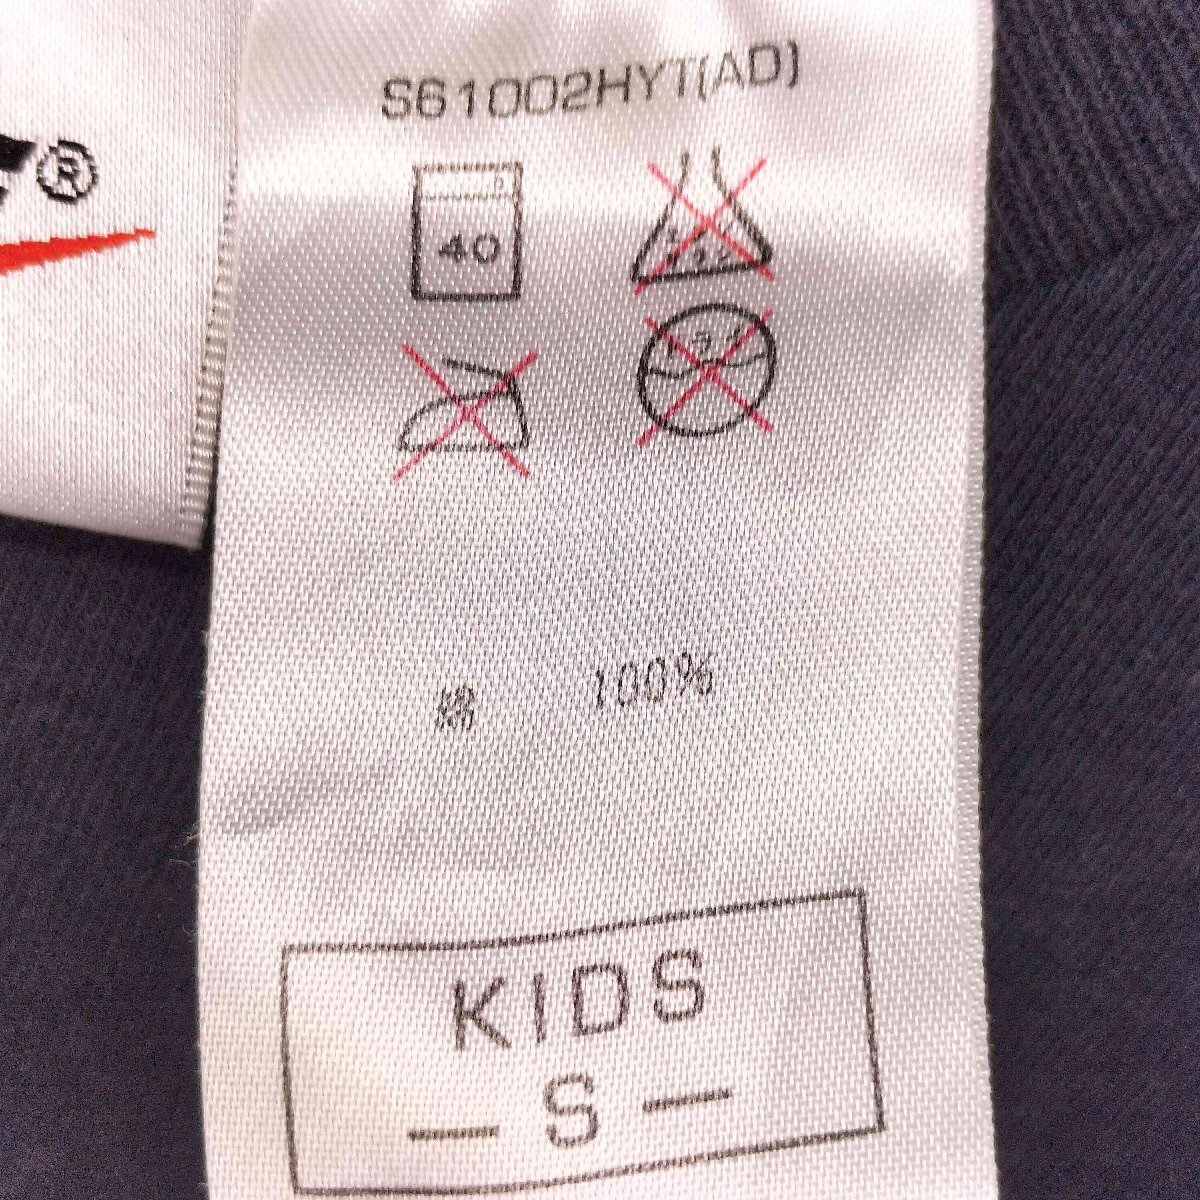 S61002HYT(AD)
®
40
綿 100%
KIDS
— S —